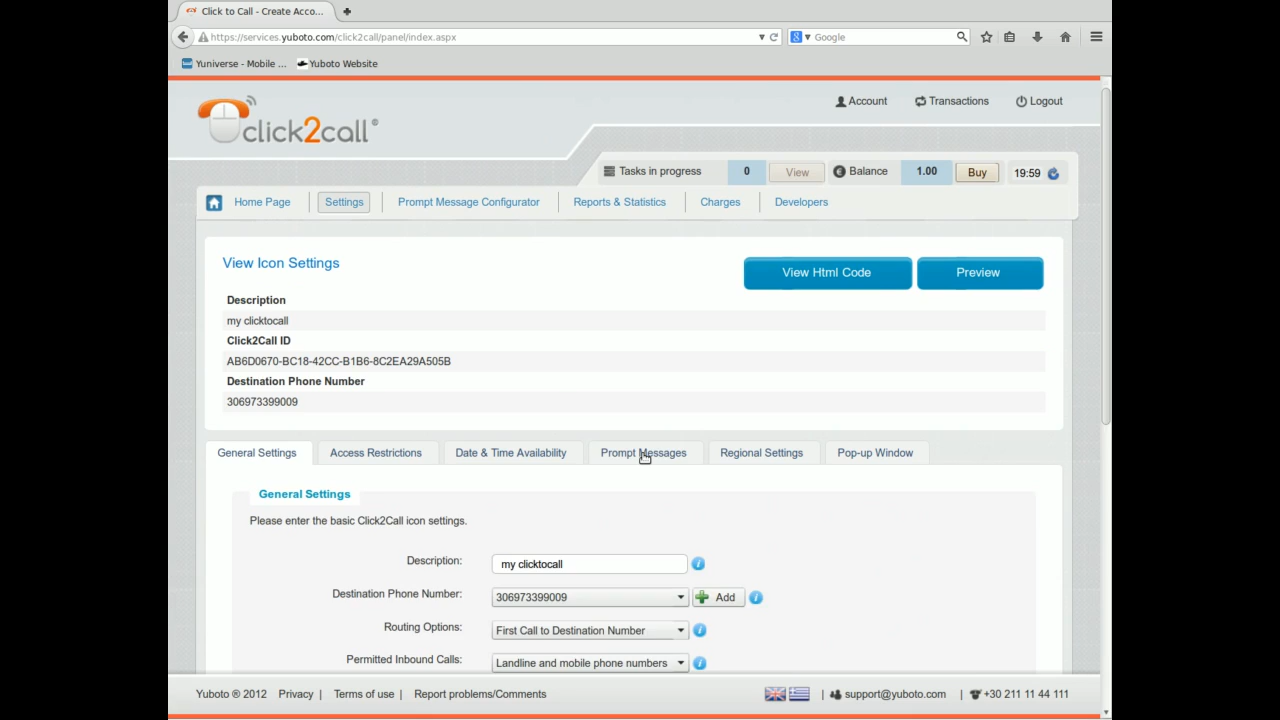 Click to Call - Create Acco...
https://services.yuboto.com/click2call/panel/index.aspx
Google
Yuniverse - Mobile ...
Yuboto Website
click2call ®
Account
Transactions
Logout
Tasks in progress
0
View
Balance
1.00
Buy
19:59
Home Page
Settings
Prompt Message Configurator
Reports & Statistics
Charges
Developers
View Icon Settings
View Html Code
Preview
Description
my clicktocall
Click2Call ID
AB6D0670-BC18-42CC-B1B6-8C2EA29A505B
Destination Phone Number
306973399009
General Settings
Access Restrictions
Date & Time Availability
Prompt Messages
Regional Settings
Pop-up Window
General Settings
Please enter the basic Click2Call icon settings.
Description:
my clicktocall
Destination Phone Number:
306973399009
Add
Routing Options:
First Call to Destination Number
Permitted Inbound Calls:
Landline and mobile phone numbers
Yuboto ® 2012
Privacy |
Terms of use |
Report problems/Comments
| support@yuboto.com
| +30 211 11 44 111